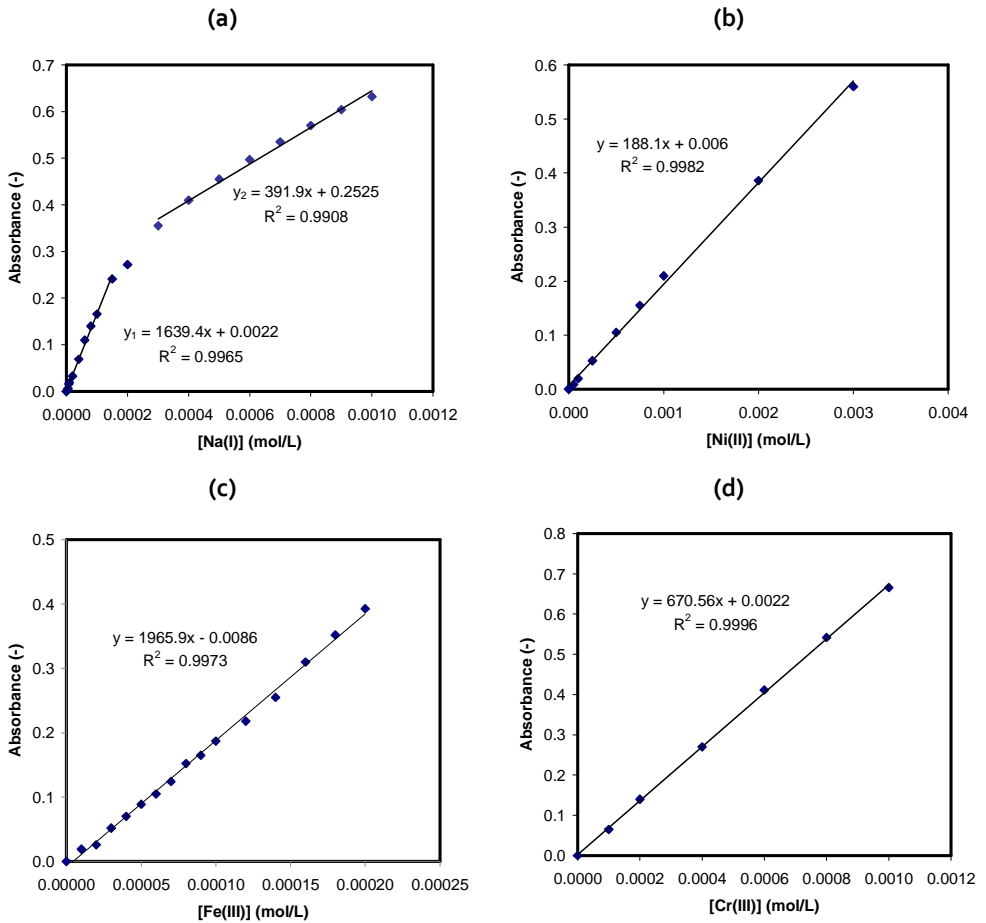 (a)
0.7
0.6
0.5
0.4
0.3
0.2
0.1
0.0
Absorbance (-)
y₂ = 391.9x + 0.2525
R² = 0.9908
y₁ = 1639.4x + 0.0022
R² = 0.9965
0.0000 0.0002 0.0004 0.0006 0.0008 0.0010 0.0012
[Na(I)] (mol/L)
(b)
0.6
0.5
0.4
0.3
0.2
0.1
0.0
Absorbance (-)
y = 188.1x + 0.006
R² = 0.9982
0.000 0.001 0.002 0.003 0.004
[Ni(II)] (mol/L)
(c)
0.5
0.4
0.3
0.2
0.1
0.0
Absorbance (-)
y = 1965.9x - 0.0086
R² = 0.9973
0.00000 0.00005 0.00010 0.00015 0.00020 0.00025
[Fe(III)] (mol/L)
(d)
0.8
0.7
0.6
0.5
0.4
0.3
0.2
0.1
0.0
Absorbance (-)
y = 670.56x + 0.0022
R² = 0.9996
0.0000 0.0002 0.0004 0.0006 0.0008 0.0010 0.0012
[Cr(III)] (mol/L)